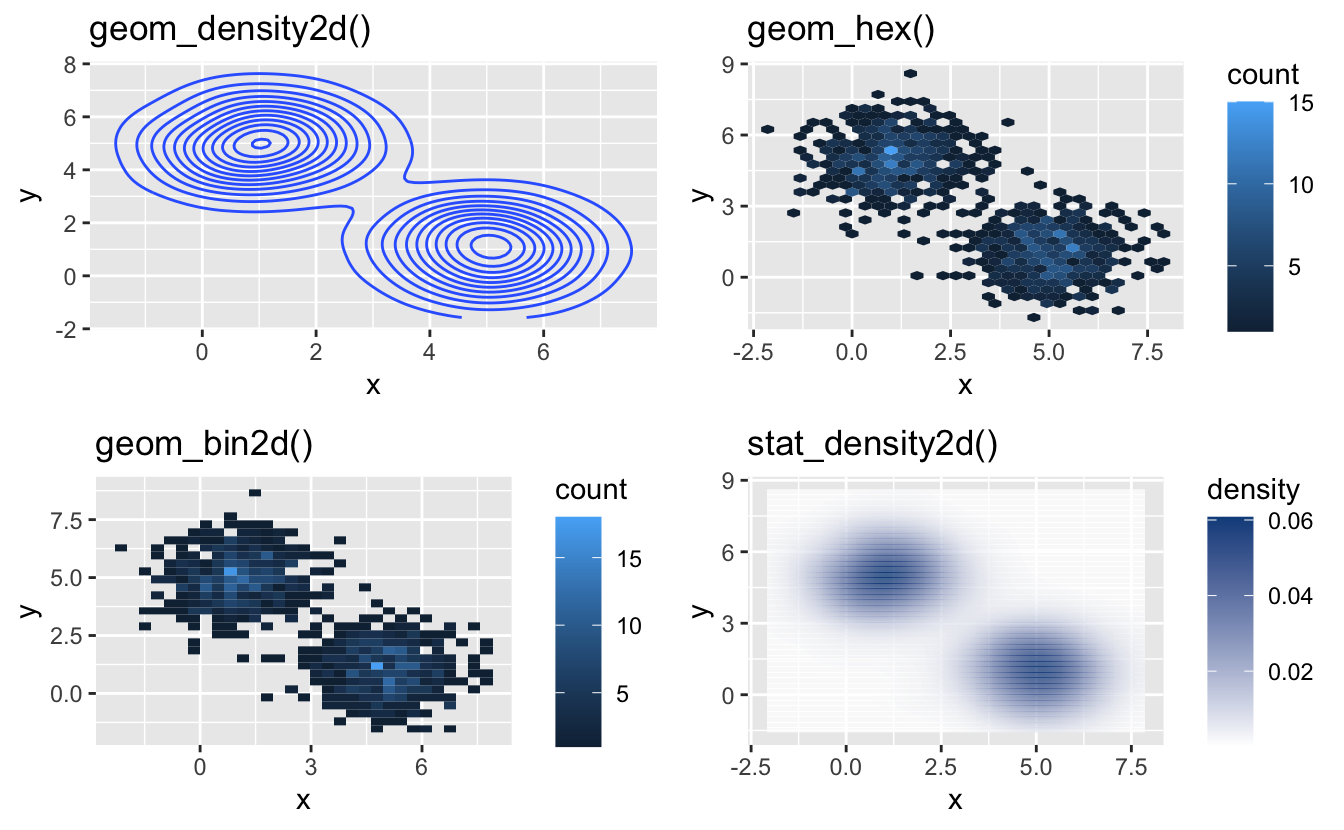 geom_density2d()
8
6
4
2
0
-2
y
0 2 4 6
x
geom_hex()
9
6
3
0
y
-2.5 0.0 2.5 5.0 7.5
x
count
15
10
5
geom_bin2d()
7.5
5.0
2.5
0.0
y
0 3 6
x
count
15
10
5
stat_density2d()
9
6
3
0
y
-2.5 0.0 2.5 5.0 7.5
x
density
0.06
0.04
0.02